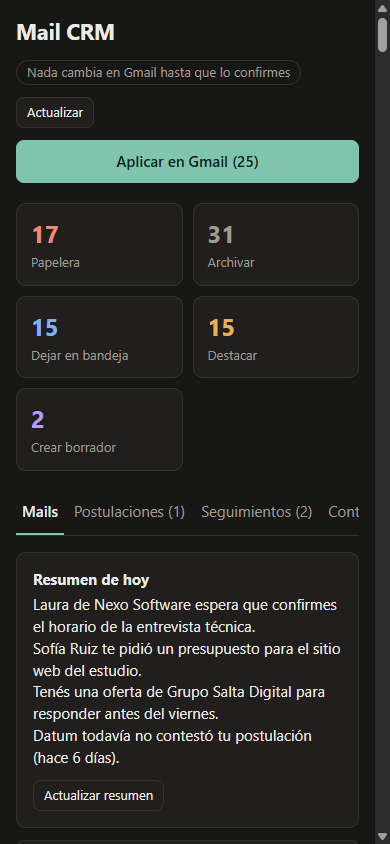 Mail CRM
Nada cambia en Gmail hasta que lo confirmes
Actualizar
Aplicar en Gmail (25)
17
Papelera
31
Archivar
15
Dejar en bandeja
15
Destacar
2
Crear borrador
Mails Postulaciones (1) Seguimientos (2) Cont
Resumen de hoy
Laura de Nexo Software espera que confirmes
el horario de la entrevista técnica.
Sofía Ruiz te pidió un presupuesto para el sitio
web del estudio.
Tenés una oferta de Grupo Salta Digital para
responder antes del viernes.
Datum todavía no contestó tu postulación
(hace 6 días).
Actualizar resumen